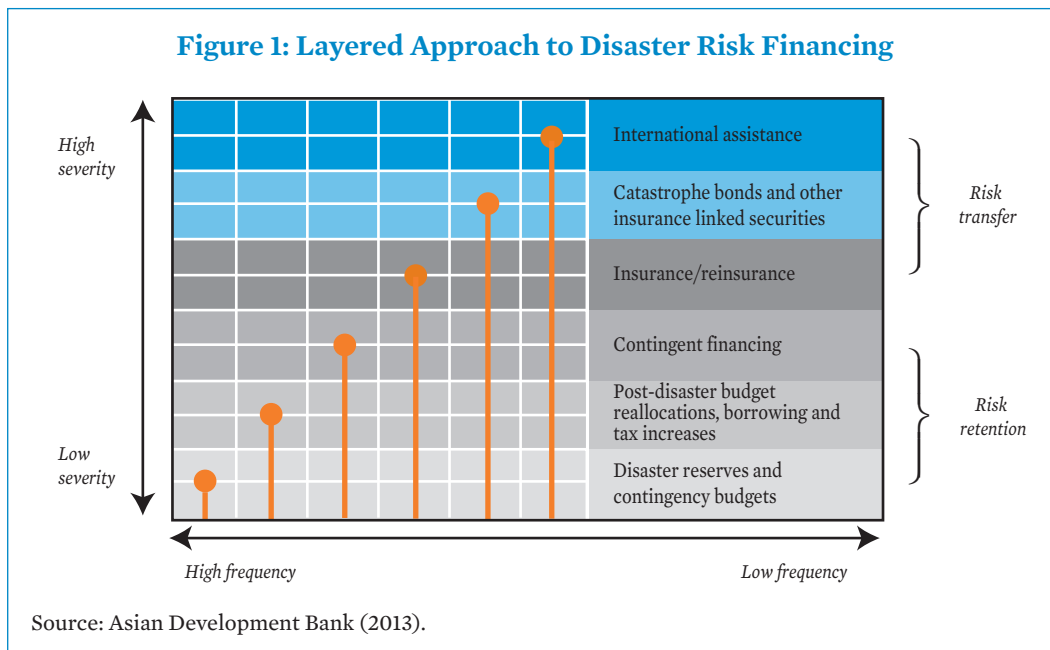 Figure 1: Layered Approach to Disaster Risk Financing
High
severity
International assistance
Catastrophe bonds and other
insurance linked securities
Risk
transfer
Insurance/reinsurance
Contingent financing
Post-disaster budget
reallocations, borrowing and
tax increases
Risk
retention
Low
severity
Disaster reserves and
contingency budgets
High frequency
Low frequency
Source: Asian Development Bank (2013).